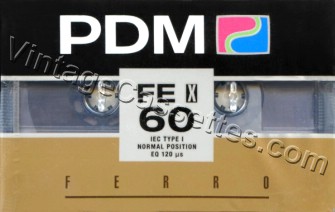 PDM
FE X
60
IEC TYPE I
NORMAL POSITION
EQ 120 µs
FERRO
VintageCassettes.com